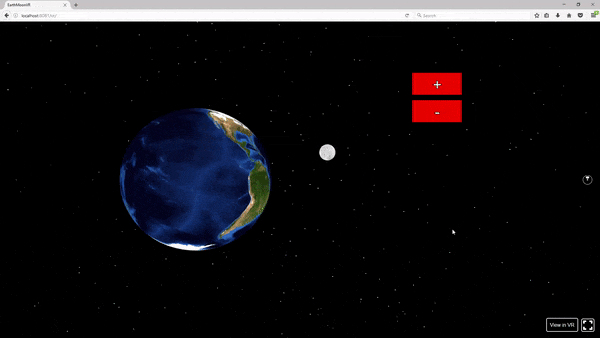 EarthMoonVR
localhost:8081/vr/
Search
+
-
View in VR